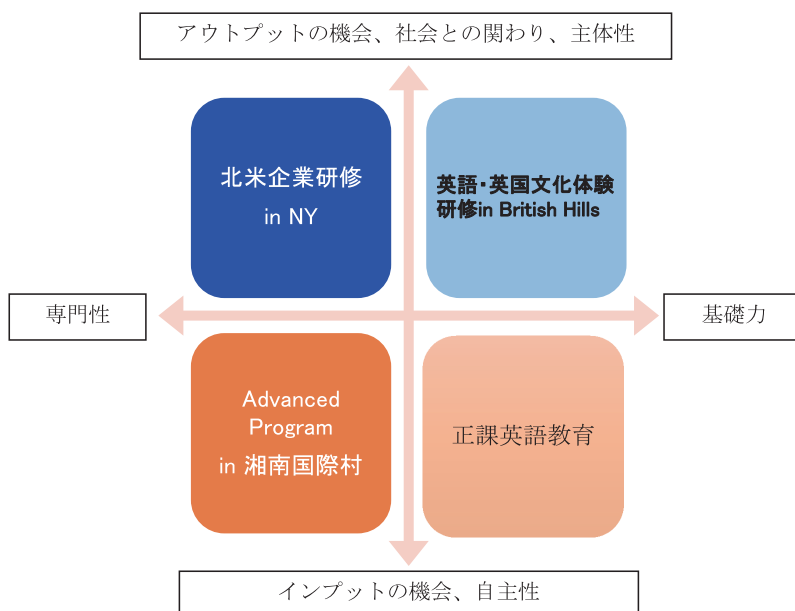 アウトプットの機会、社会との関わり、主体性
北米企業研修
in NY
英語・英国文化体験
研修in British Hills
専門性
基礎力
Advanced
Program
in 湘南国際村
正課英語教育
インプットの機会、自主性